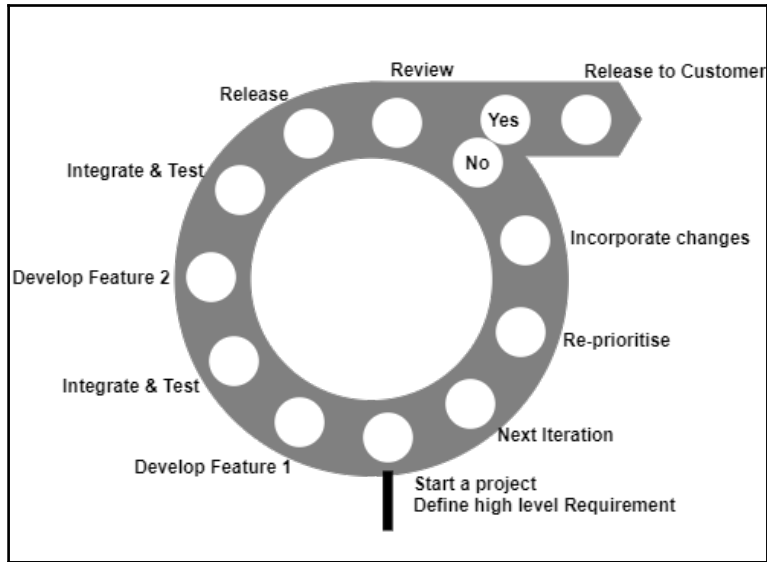 Review
Release to Customer
Release
Yes
No
Integrate & Test
Incorporate changes
Develop Feature 2
Re-prioritise
Integrate & Test
Next Iteration
Develop Feature 1
Start a project
Define high level Requirement